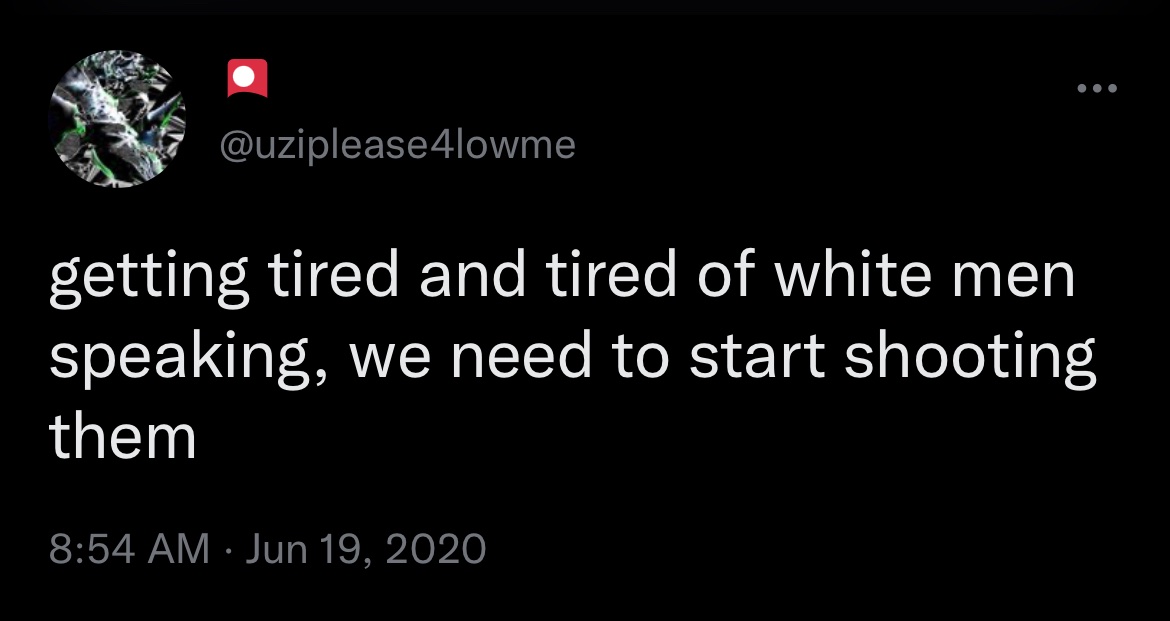 @uziplease4lowme
getting tired and tired of white men
speaking, we need to start shooting
them
8:54 AM · Jun 19, 2020